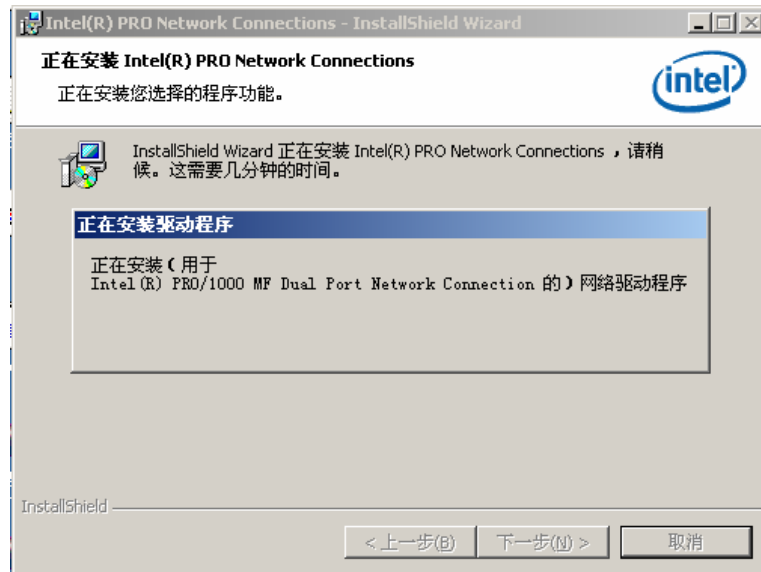 Intel(R) PRO Network Connections - InstallShield Wizard
正在安装 Intel(R) PRO Network Connections
正在安装您选择的程序功能。
intel
InstallShield Wizard 正在安装 Intel(R) PRO Network Connections ，请稍
候。这需要几分钟的时间。
正在安装驱动程序
正在安装(用于
Intel(R) PRO/1000 MF Dual Port Network Connection 的)网络驱动程序
InstallShield
< 上一步(B)
下一步(N) >
取消